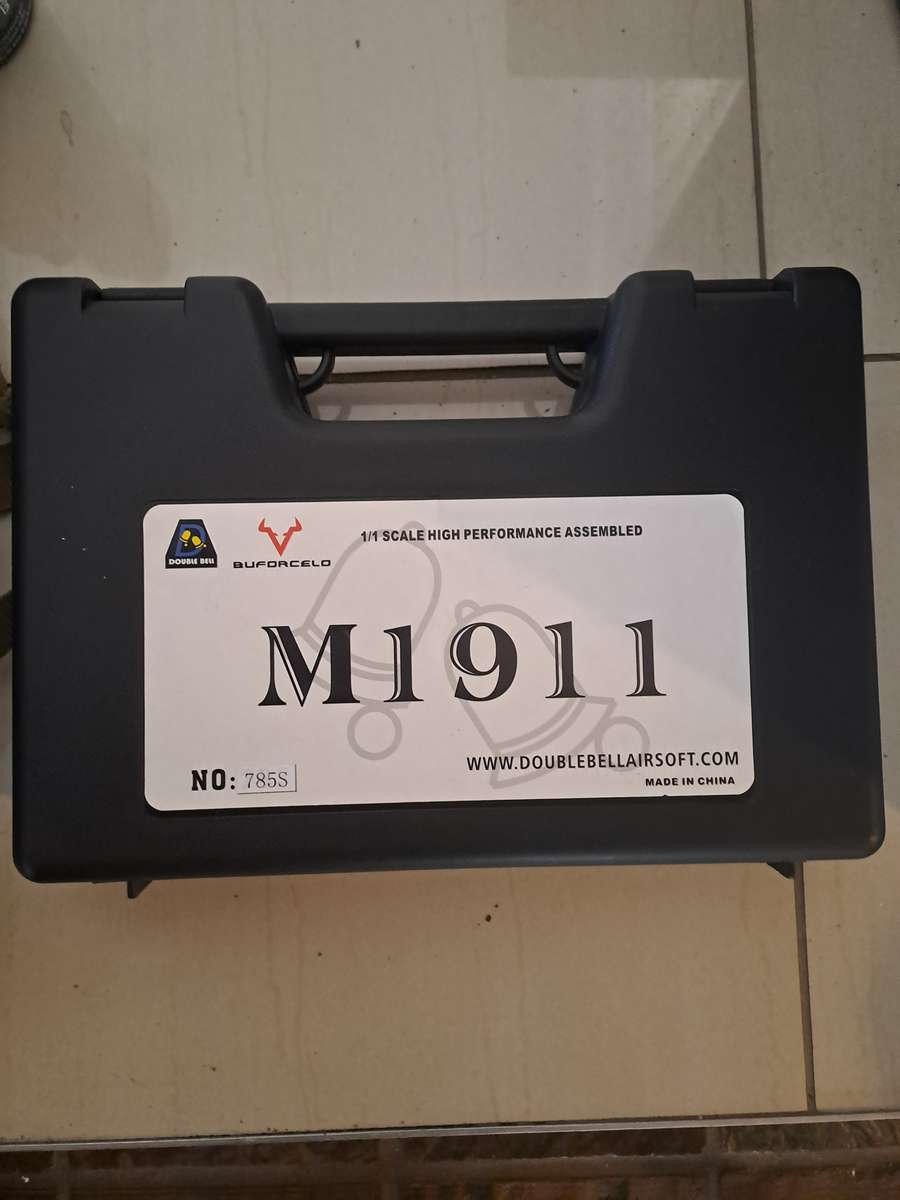 DOUBLE BELL
BUFORCELO
1/1 SCALE HIGH PERFORMANCE ASSEMBLED
M1911
WWW.DOUBLEBELLAIRSOFT.COM
NO: 785S
MADE IN CHINA